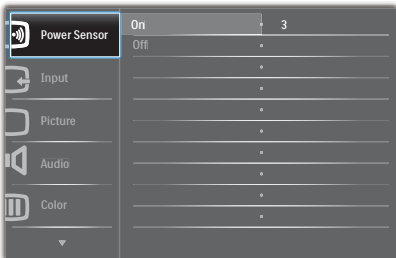 Power Sensor
On 3
Off
Input
Picture
Audio
Color